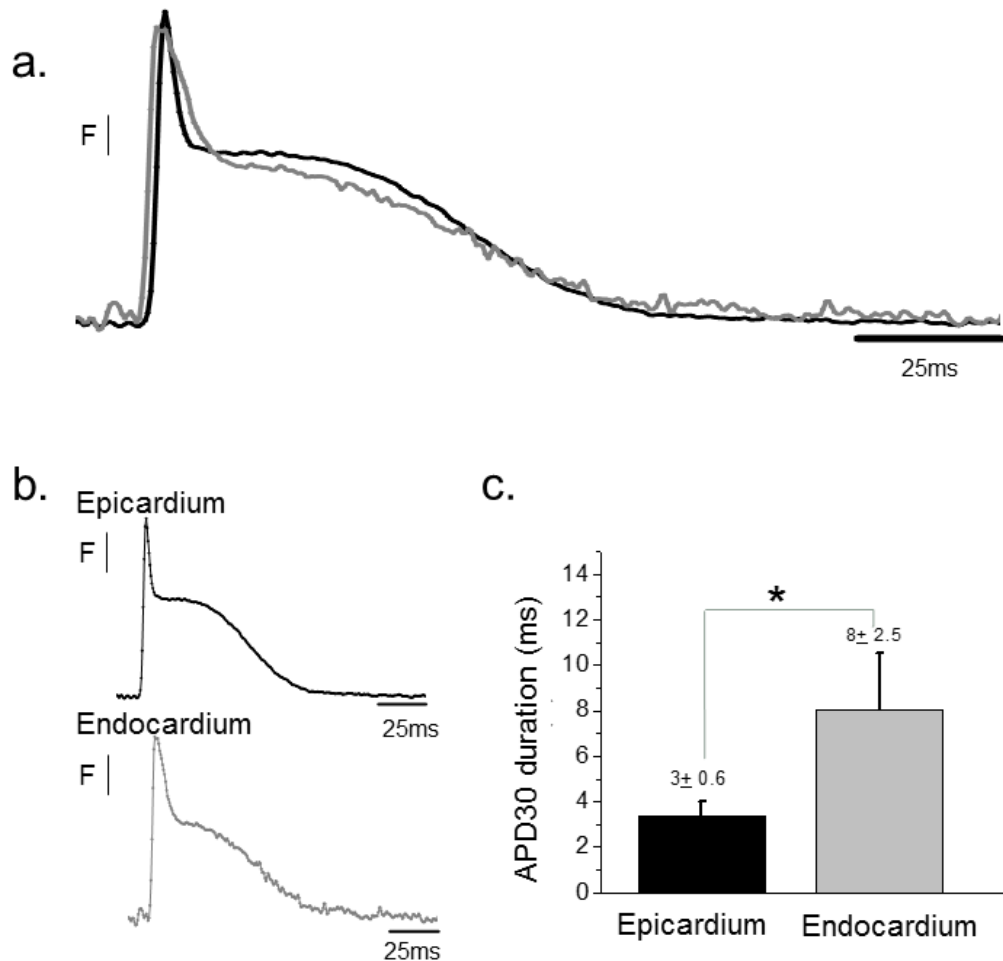 a.
F
25ms
b.
Epicardium
F
25ms
Endocardium
F
25ms
c.
APD30 duration (ms)
14
12
10
8
6
4
2
0
*
3± 0.6
8± 2.5
Epicardium
Endocardium